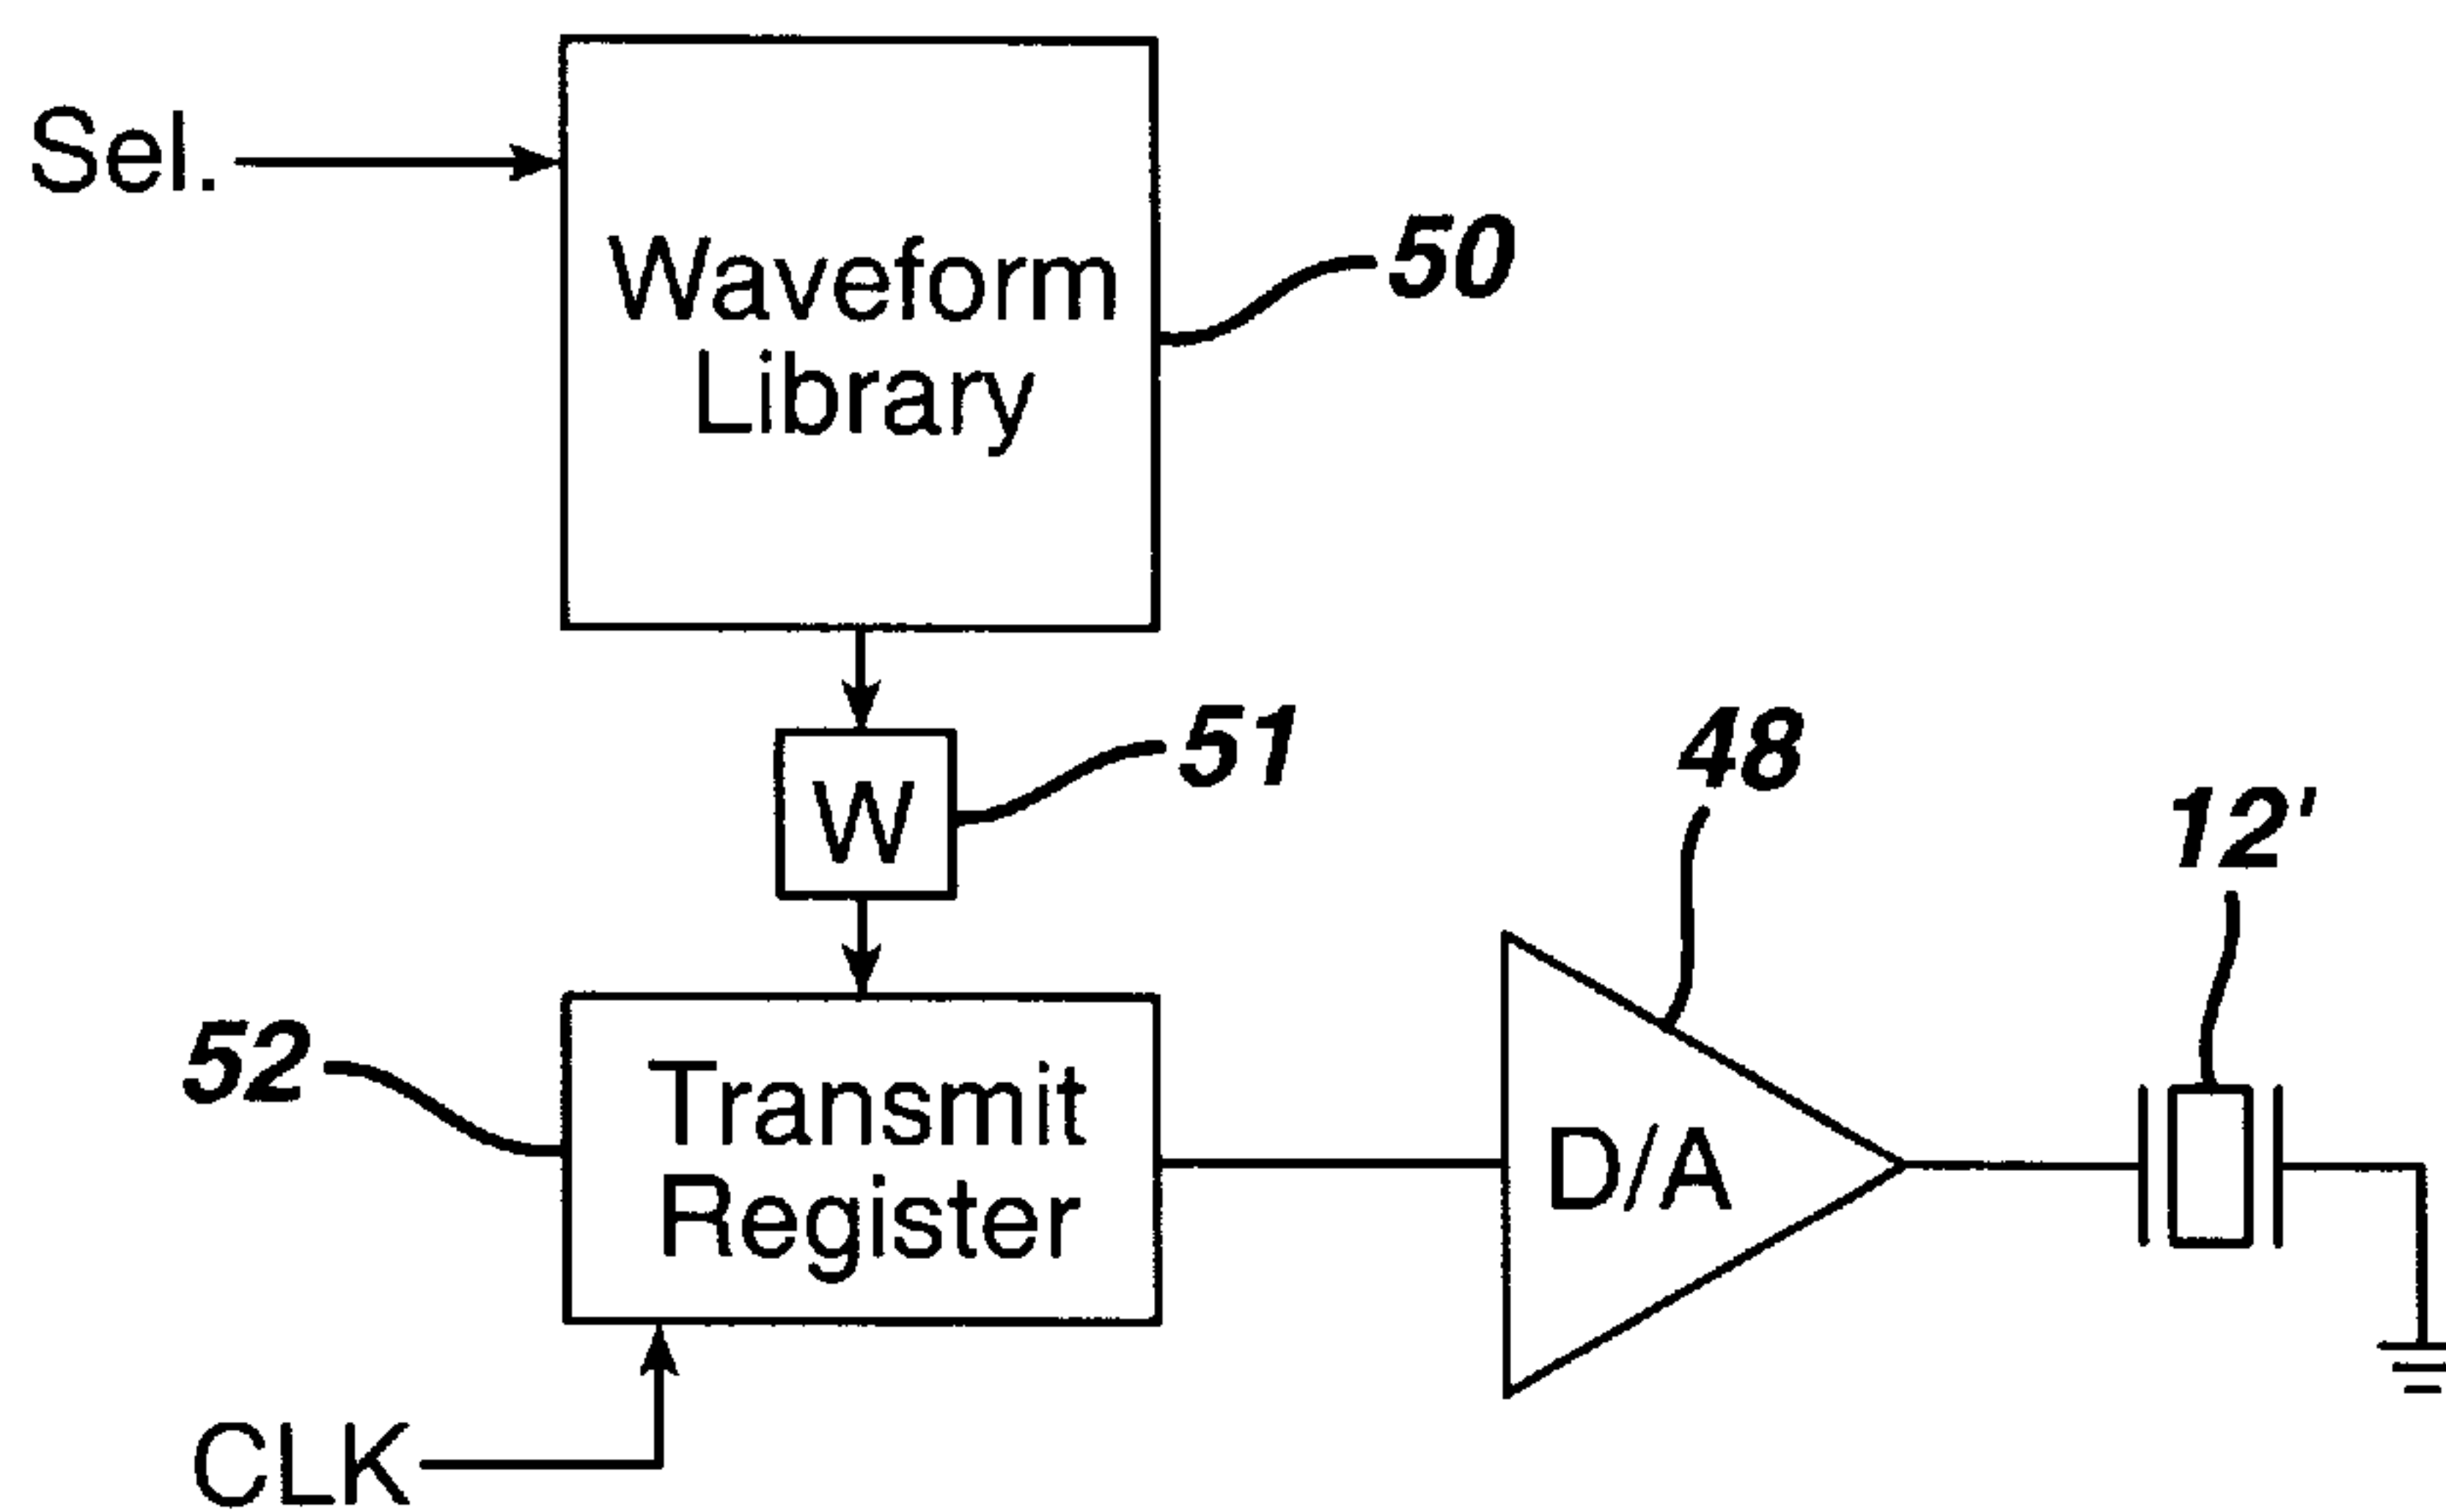 Sel.
Waveform
Library
50
W
51
48
12'
52
Transmit
Register
D/A
CLK